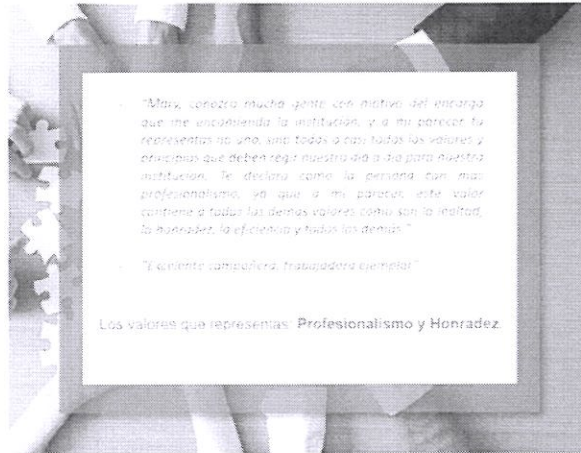 - "Mary, conozco mucha gente con motivo del encargo
que me encomienda la institución, y a mi parecer tu
representas no uno, sino todos o casi todos los valores y
principios que deben regir nuestro día a día para nuestra
institución. Te declaro como la persona con más
profesionalismo, ya que a mi parecer, este valor
contiene a todos los demás valores como son la lealtad,
la honradez, la eficiencia y todos los demás."
- "Excelente compañera, trabajadora ejemplar"
Los valores que representas: Profesionalismo y Honradez.